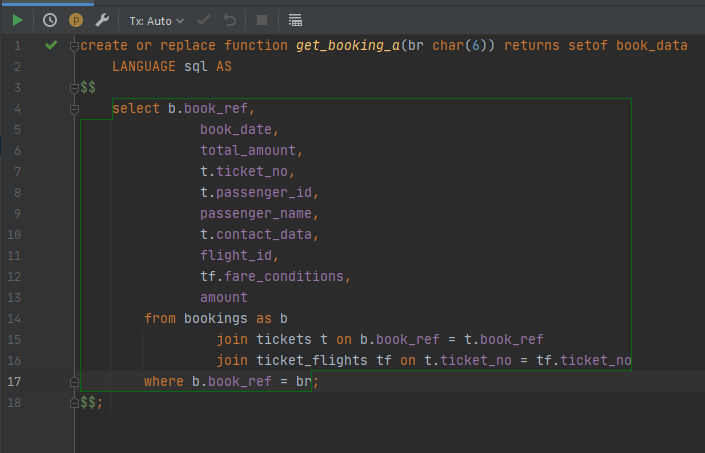 p Tx: Auto
1 create or replace function get_booking_a(br char(6)) returns setof book_data
2 LANGUAGE sql AS
3 $$
4 select b.book_ref,
5 book_date,
6 total_amount,
7 t.ticket_no,
8 t.passenger_id,
9 passenger_name,
10 t.contact_data,
11 flight_id,
12 tf.fare_conditions,
13 amount
14 from bookings as b
15 join tickets t on b.book_ref = t.book_ref
16 join ticket_flights tf on t.ticket_no = tf.ticket_no
17 where b.book_ref = br;
18 $$;